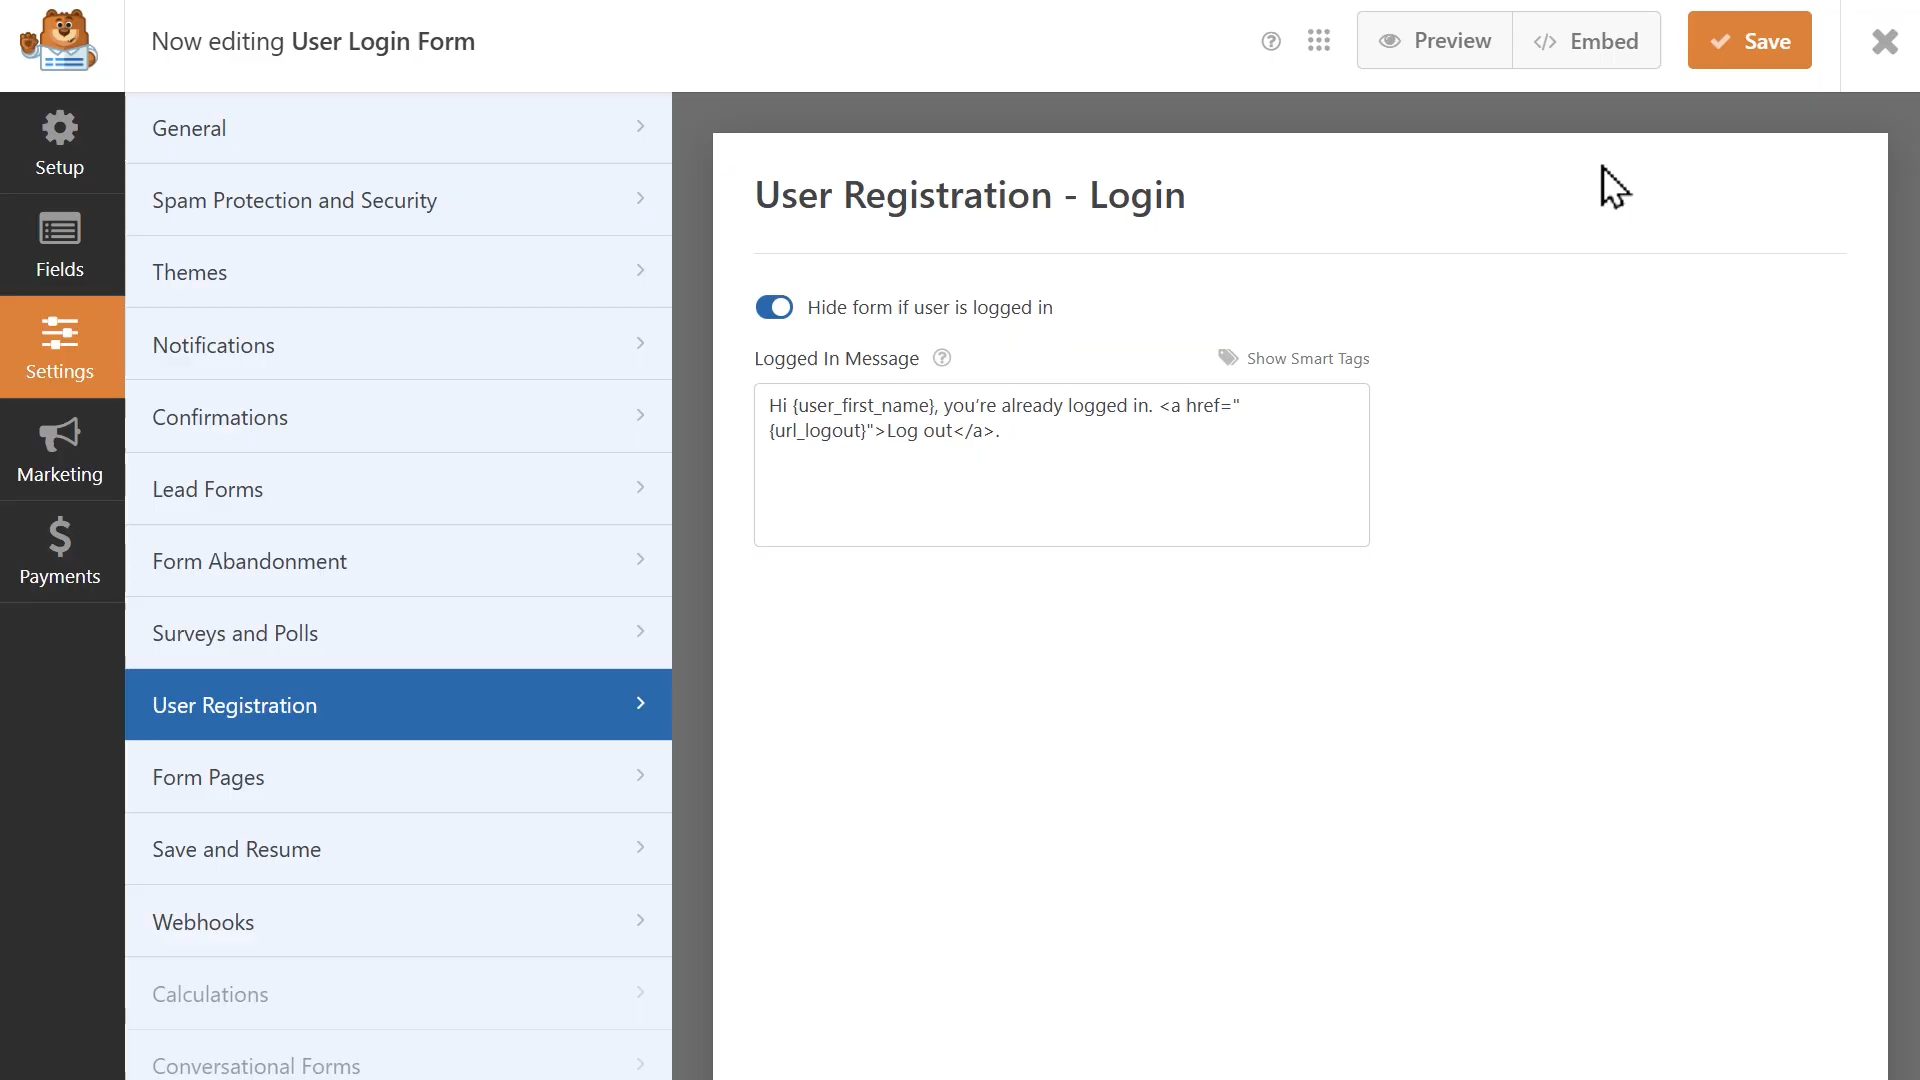 Now editing User Login Form
Preview
Embed
Save
Setup
Fields
Settings
Marketing
Payments
General
Spam Protection and Security
Themes
Notifications
Confirmations
Lead Forms
Form Abandonment
Surveys and Polls
User Registration
Form Pages
Save and Resume
Webhooks
Calculations
Conversational Forms
User Registration - Login
Hide form if user is logged in
Logged In Message
Show Smart Tags
Hi {user_first_name}, you're already logged in. <a href="
{url_logout}">Log out</a>.